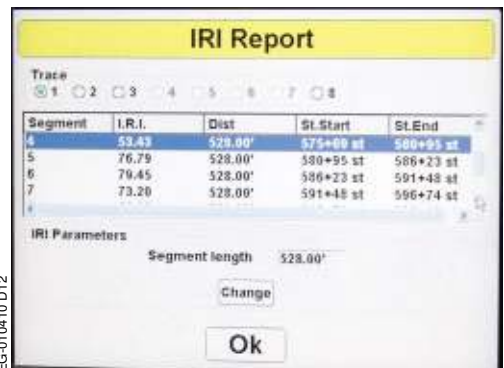 IRI Report
Trace
1 2 3 4 5 6 7 8
Segment I.R.I. Dist St.Start St.End
4 53.43 528.00' 575+69 st 580+95 st
5 76.79 528.00' 580+95 st 586+23 st
6 79.45 528.00' 586+23 st 591+48 st
7 73.20 528.00' 591+48 st 596+74 st
IRI Parameters
Segment length 528.00'
Change
Ok